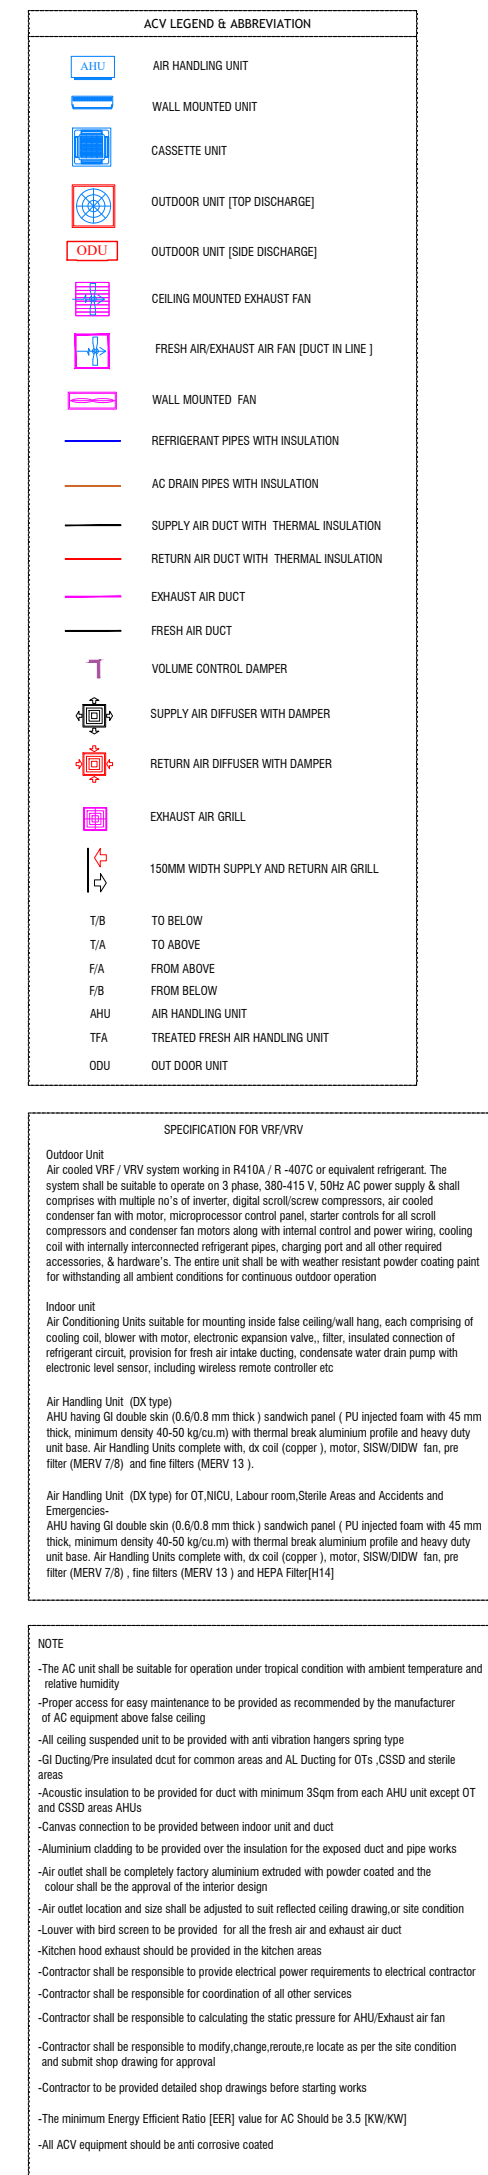 ACV LEGEND & ABBREVIATION
AHU AIR HANDLING UNIT
WALL MOUNTED UNIT
CASSETTE UNIT
OUTDOOR UNIT [TOP DISCHARGE]
ODU OUTDOOR UNIT [SIDE DISCHARGE]
CEILING MOUNTED EXHAUST FAN
FRESH AIR/EXHAUST AIR FAN [DUCT IN LINE ]
WALL MOUNTED FAN
REFRIGERANT PIPES WITH INSULATION
AC DRAIN PIPES WITH INSULATION
SUPPLY AIR DUCT WITH THERMAL INSULATION
RETURN AIR DUCT WITH THERMAL INSULATION
EXHAUST AIR DUCT
FRESH AIR DUCT
VOLUME CONTROL DAMPER
SUPPLY AIR DIFFUSER WITH DAMPER
RETURN AIR DIFFUSER WITH DAMPER
EXHAUST AIR GRILL
150MM WIDTH SUPPLY AND RETURN AIR GRILL
T/B TO BELOW
T/A TO ABOVE
F/A FROM ABOVE
F/B FROM BELOW
AHU AIR HANDLING UNIT
TFA TREATED FRESH AIR HANDLING UNIT
ODU OUT DOOR UNIT
SPECIFICATION FOR VRF/VRV
Outdoor Unit
Air cooled VRF / VRV system working in R410A / R -407C or equivalent refrigerant. The
system shall be suitable to operate on 3 phase, 380-415 V, 50Hz AC power supply & shall
comprises with multiple no's of inverter, digital scroll/screw compressors, air cooled
condenser fan with motor, microprocessor control panel, starter controls for all scroll
compressors and condenser fan motors along with internal control and power wiring, cooling
coil with internally interconnected refrigerant pipes, charging port and all other required
accessories, & hardware's. The entire unit shall be with weather resistant powder coating paint
for withstanding all ambient conditions for continuous outdoor operation
Indoor unit
Air Conditioning Units suitable for mounting inside false ceiling/wall hang, each comprising of
cooling coil, blower with motor, electronic expansion valve,, filter, insulated connection of
refrigerant circuit, provision for fresh air intake ducting, condensate water drain pump with
electronic level sensor, including wireless remote controller etc
Air Handling Unit (DX type)
AHU having GI double skin (0.6/0.8 mm thick ) sandwich panel ( PU injected foam with 45 mm
thick, minimum density 40-50 kg/cu.m) with thermal break aluminium profile and heavy duty
unit base. Air Handling Units complete with, dx coil (copper ), motor, SISW/DIDW fan, pre
filter (MERV 7/8) and fine filters (MERV 13 ).
Air Handling Unit (DX type) for OT,NICU, Labour room,Sterile Areas and Accidents and
Emergencies-
AHU having GI double skin (0.6/0.8 mm thick ) sandwich panel ( PU injected foam with 45 mm
thick, minimum density 40-50 kg/cu.m) with thermal break aluminium profile and heavy duty
unit base. Air Handling Units complete with, dx coil (copper ), motor, SISW/DIDW fan, pre
filter (MERV 7/8) , fine filters (MERV 13 ) and HEPA Filter[H14]
NOTE
-The AC unit shall be suitable for operation under tropical condition with ambient temperature and
relative humidity
-Proper access for easy maintenance to be provided as recommended by the manufacturer
of AC equipment above false ceiling
-All ceiling suspended unit to be provided with anti vibration hangers spring type
-GI Ducting/Pre insulated dcut for common areas and AL Ducting for OTs ,CSSD and sterile
areas
-Acoustic insulation to be provided for duct with minimum 3Sqm from each AHU unit except OT
and CSSD areas AHUs
-Canvas connection to be provided between indoor unit and duct
-Aluminium cladding to be provided over the insulation for the exposed duct and pipe works
-Air outlet shall be completely factory aluminium extruded with powder coated and the
colour shall be the approval of the interior design
-Air outlet location and size shall be adjusted to suit reflected ceiling drawing,or site condition
-Louver with bird screen to be provided for all the fresh air and exhaust air duct
-Kitchen hood exhaust should be provided in the kitchen areas
-Contractor shall be responsible to provide electrical power requirements to electrical contractor
-Contractor shall be responsible for coordination of all other services
-Contractor shall be responsible to calculating the static pressure for AHU/Exhaust air fan
-Contractor shall be responsible to modify,change,reroute,re locate as per the site condition
and submit shop drawing for approval
-Contractor to be provided detailed shop drawings before starting works
-The minimum Energy Efficient Ratio [EER] value for AC Should be 3.5 [KW/KW]
-All ACV equipment should be anti corrosive coated